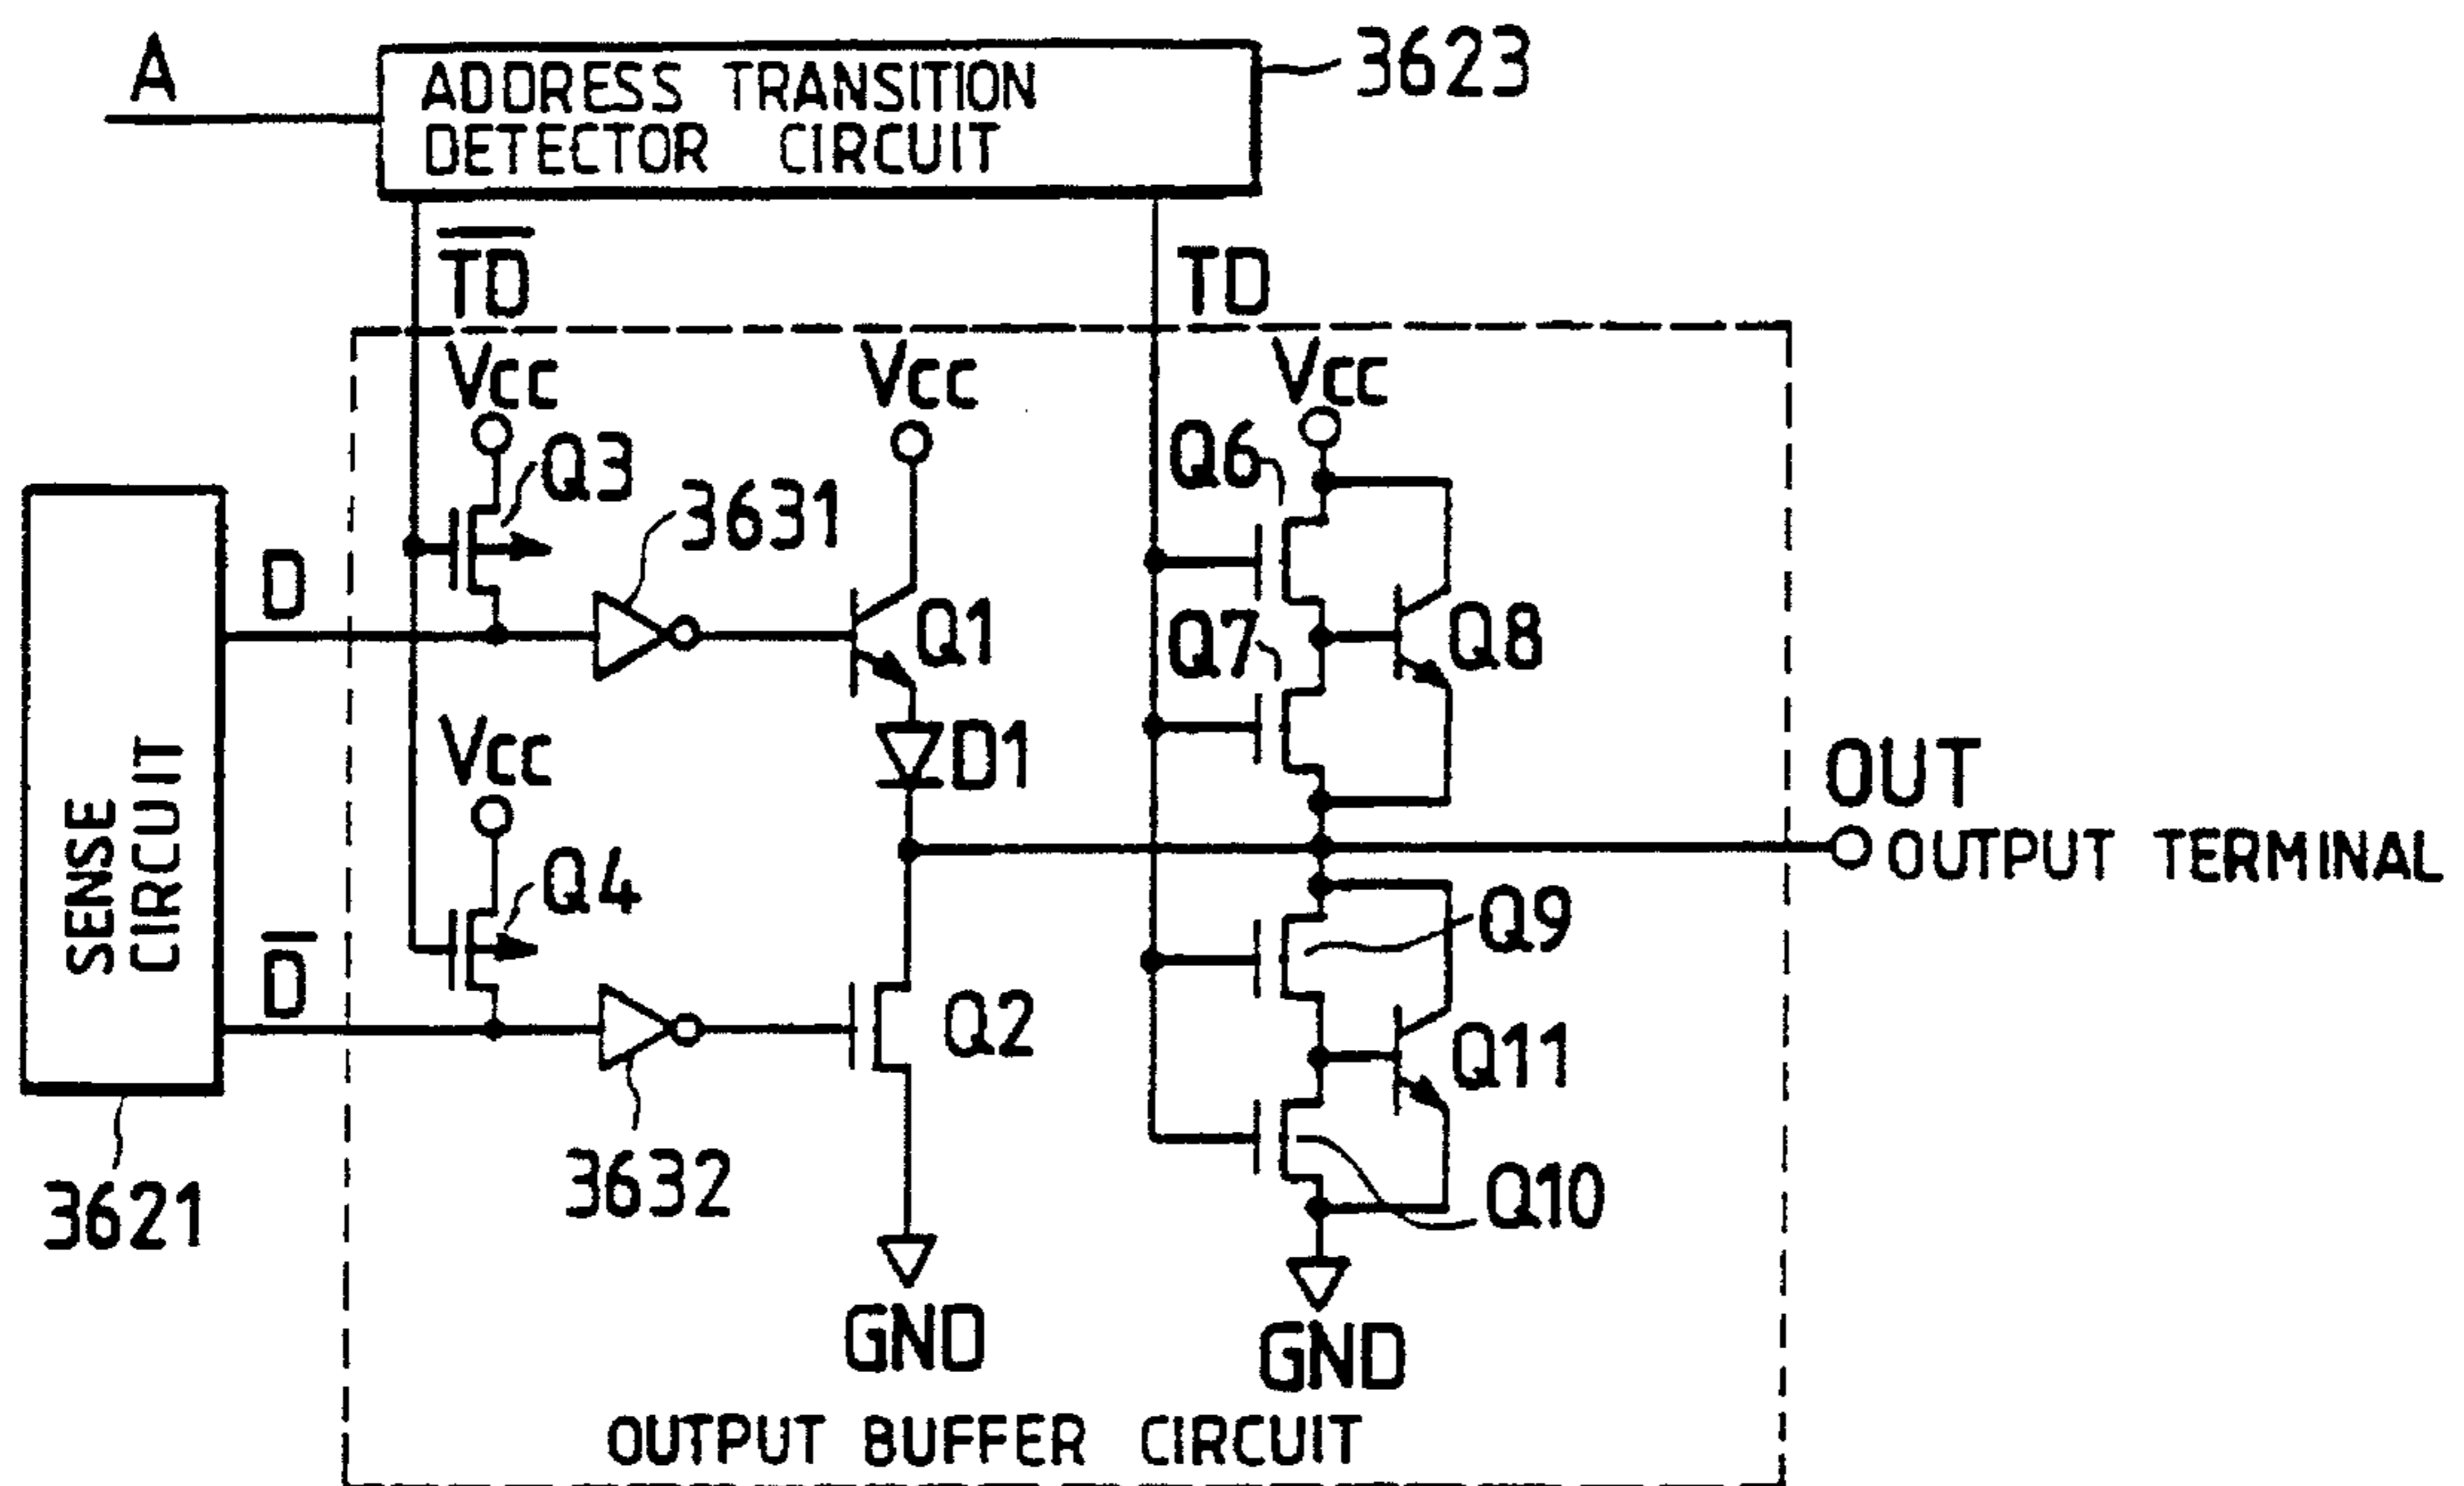 A
ADDRESS TRANSITION
DETECTOR CIRCUIT
3623
T̅D̅
TD
Vcc
Vcc
Vcc
Q3
3631
Q6
D
Q1
Q7
Q8
Vcc
D1
OUT
OUTPUT TERMINAL
SENSE
CIRCUIT
Q4
Q9
D̅
Q2
Q11
3621
3632
Q10
GND
GND
OUTPUT BUFFER CIRCUIT